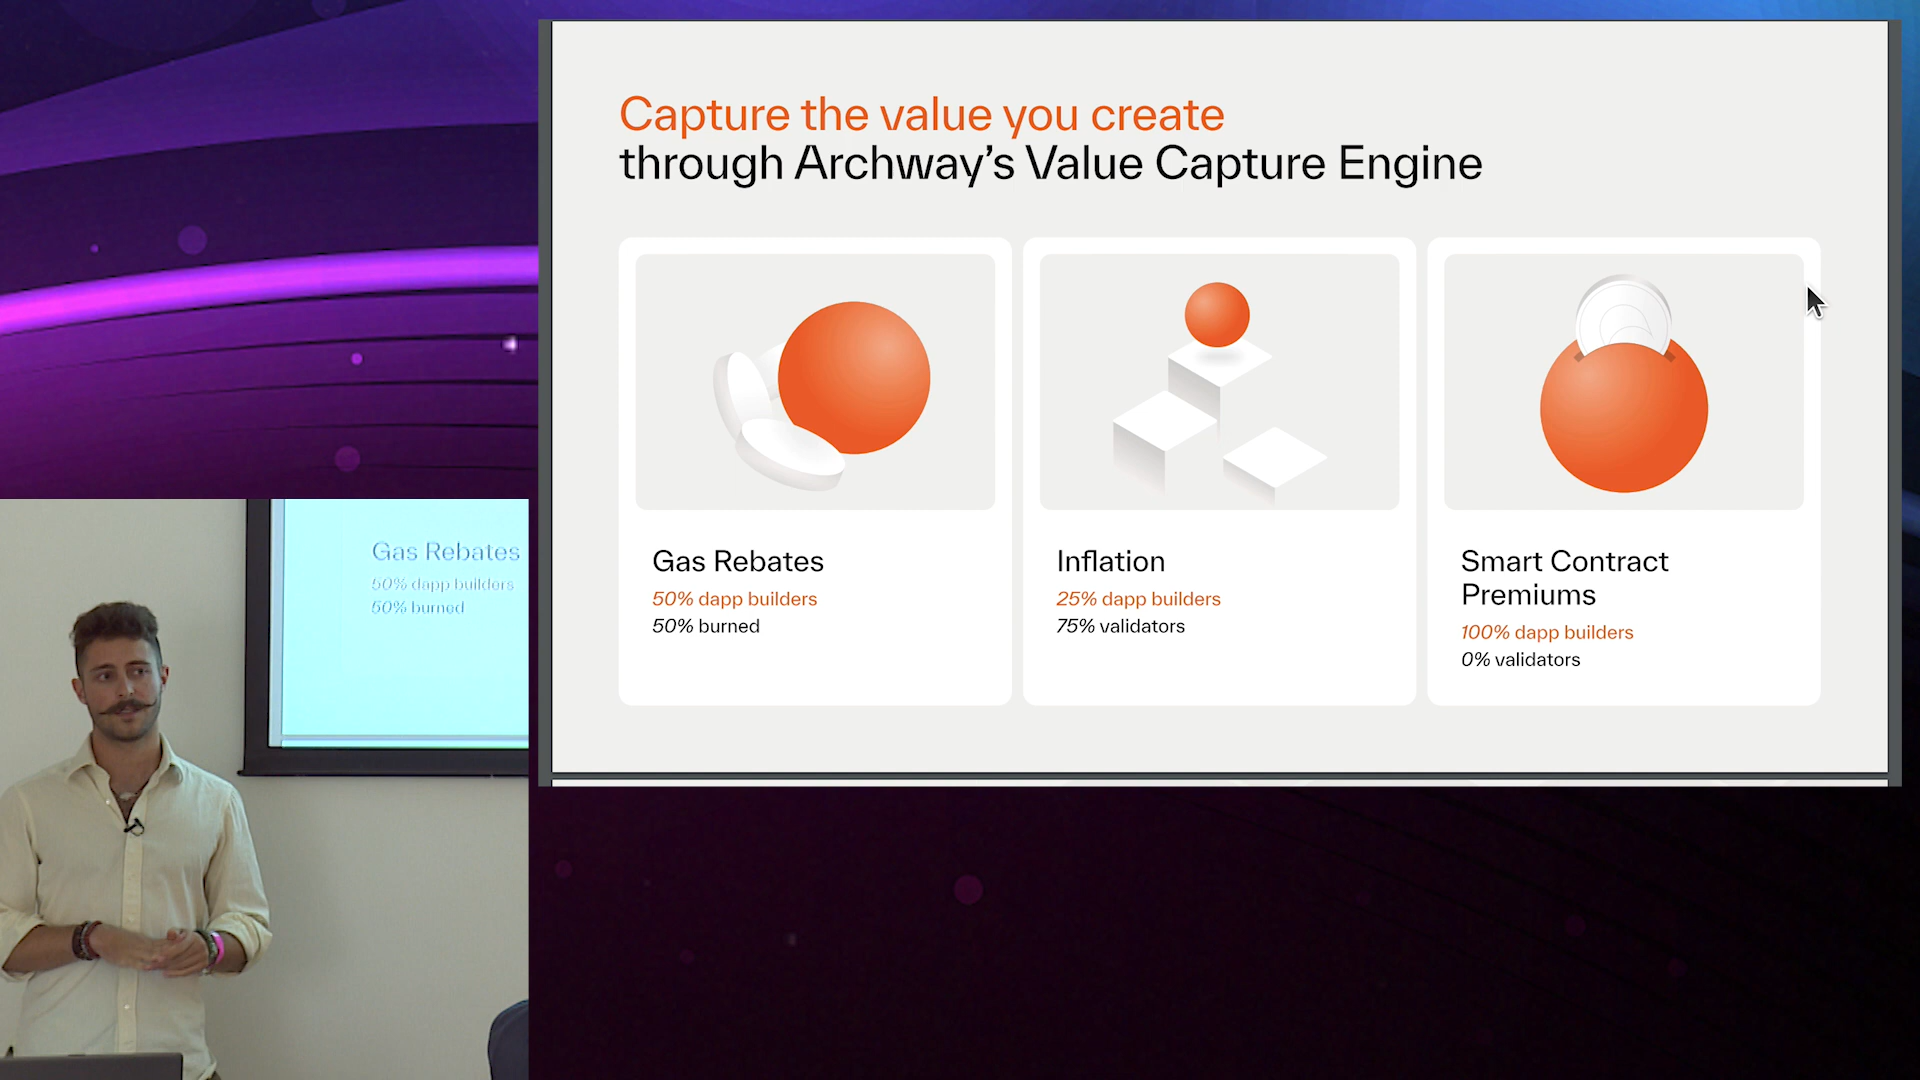 Capture the value you create
through Archway’s Value Capture Engine
Gas Rebates
50% dapp builders
50% burned
Inflation
25% dapp builders
75% validators
Smart Contract
Premiums
100% dapp builders
0% validators
Gas Rebates
50% dapp builders
50% burned